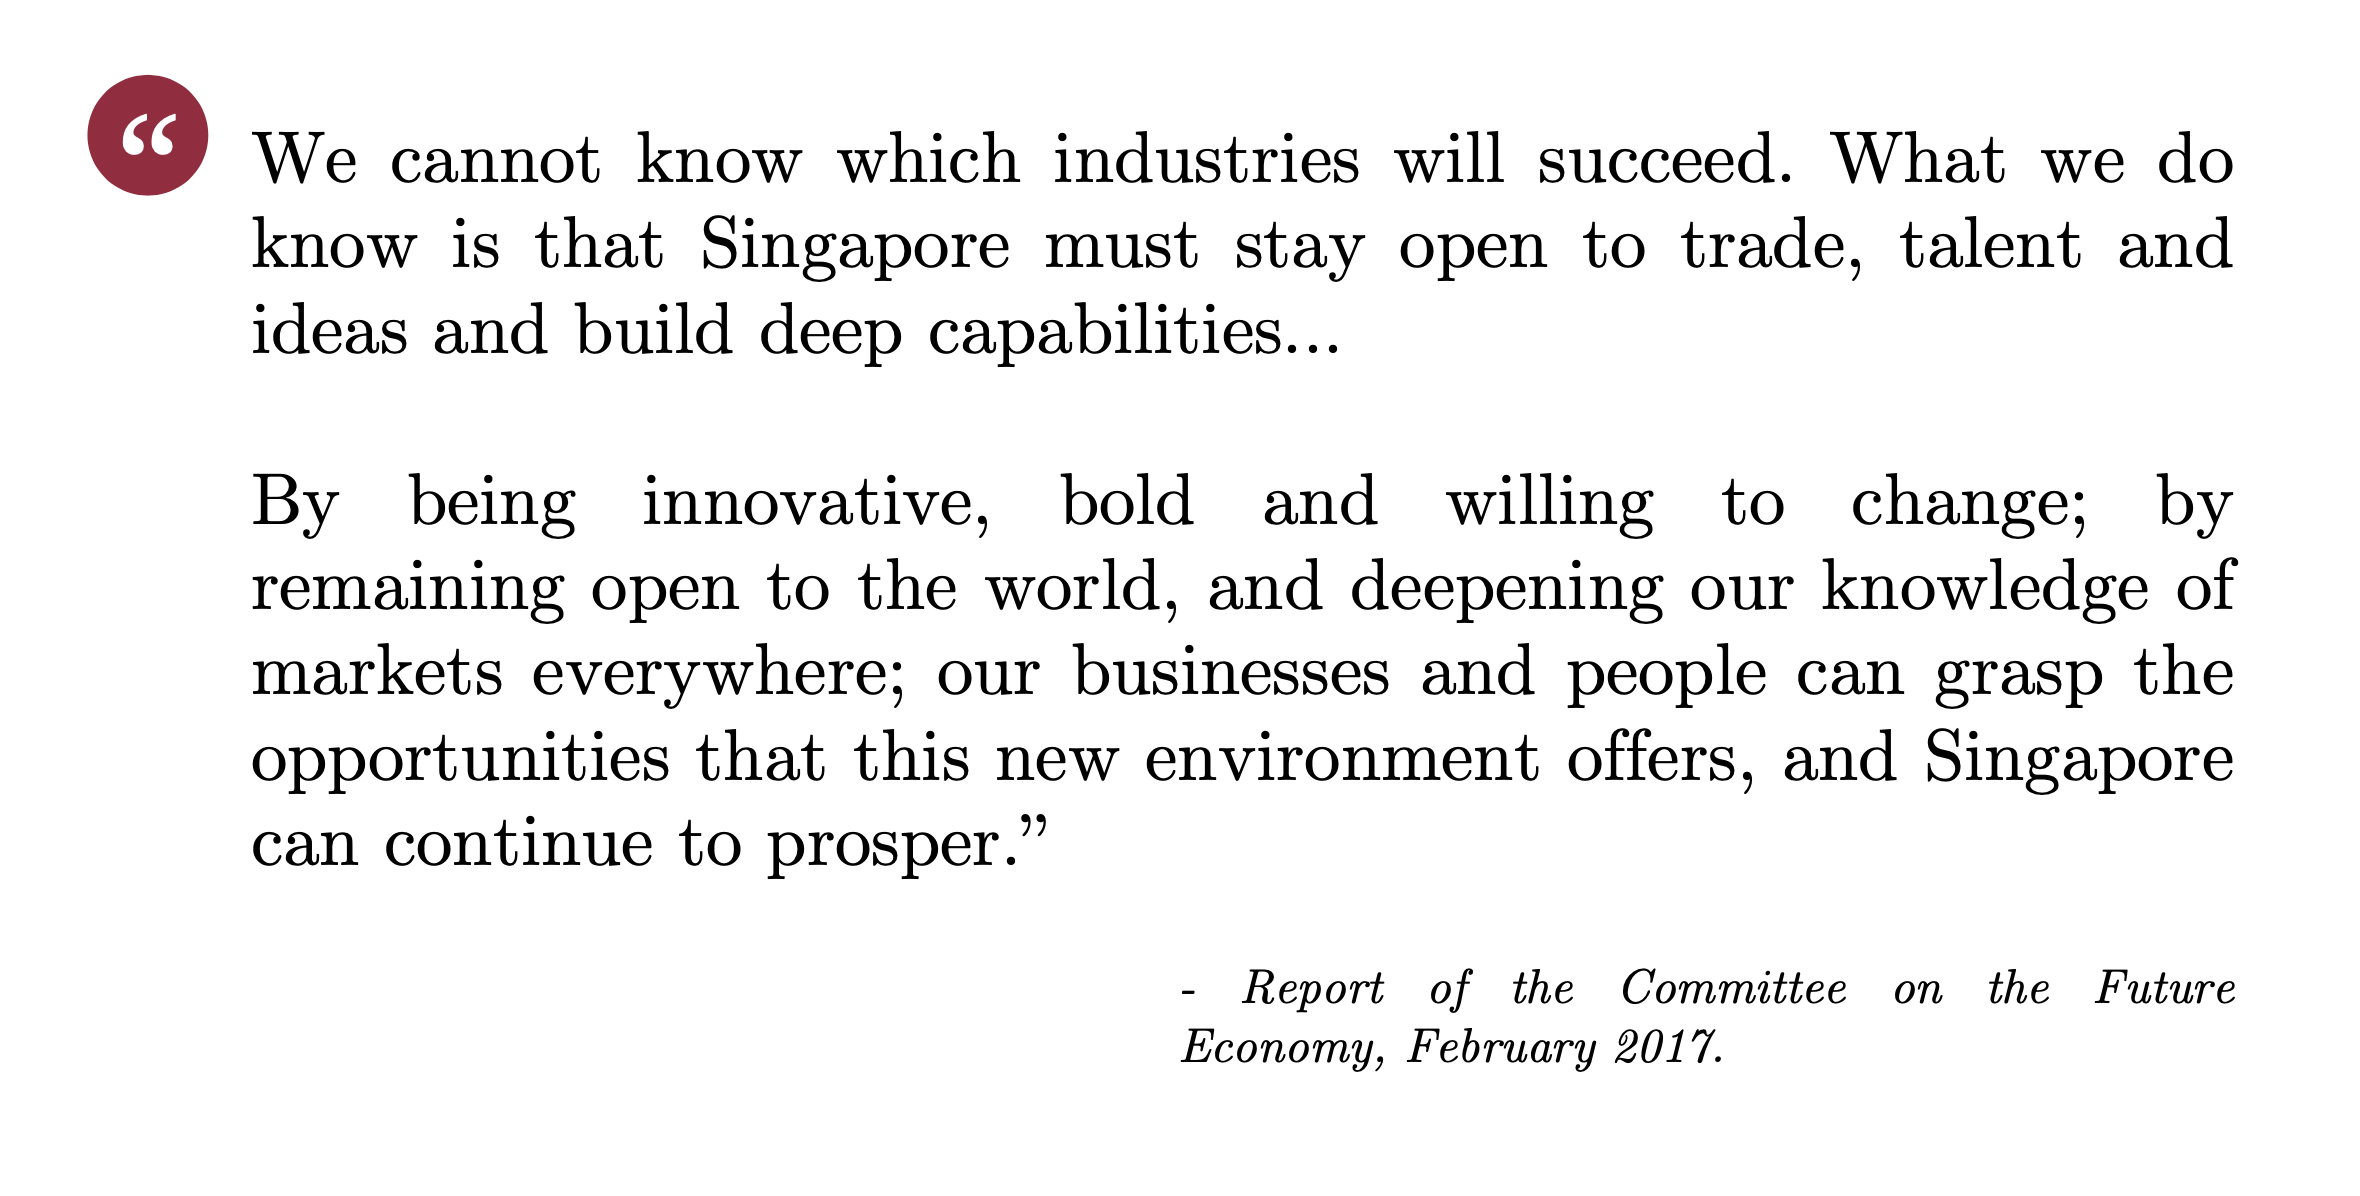 “
We cannot know which industries will succeed. What we do
know is that Singapore must stay open to trade, talent and
ideas and build deep capabilities...
By being innovative, bold and willing to change; by
remaining open to the world, and deepening our knowledge of
markets everywhere; our businesses and people can grasp the
opportunities that this new environment offers, and Singapore
can continue to prosper.”
- Report of the Committee on the Future
Economy, February 2017.